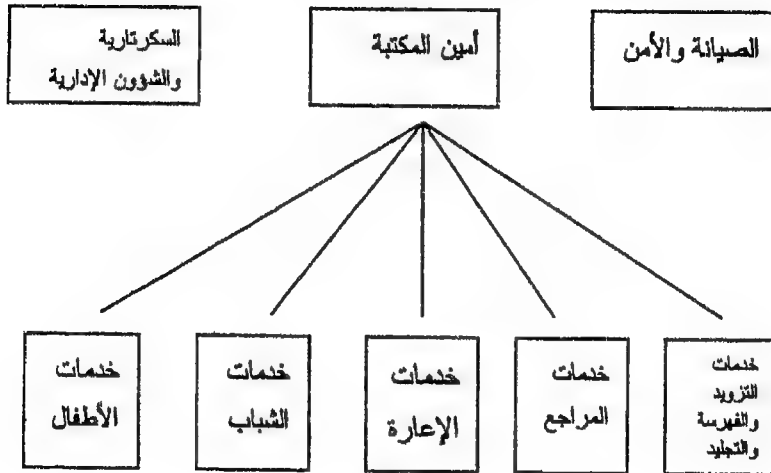 الصيانة والأمن
أمين المكتبة
السكرتارية
والشؤون الإدارية
خدمات
التزويد
والفهرسة
والتجليد
خدمات
المراجع
خدمات
الإعارة
خدمات
الشباب
خدمات
الأطفال